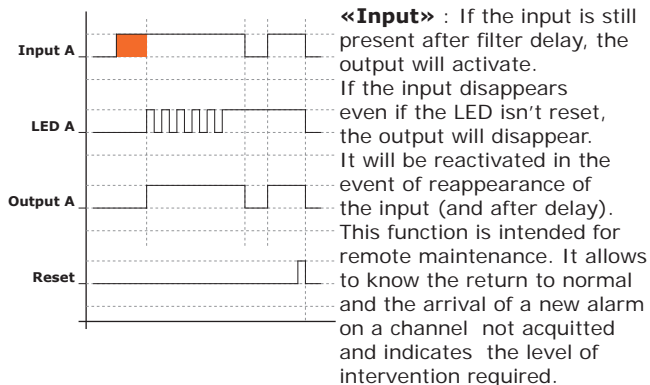 Input A
LED A
Output A
Reset
«Input» : If the input is still
present after filter delay, the
output will activate.
If the input disappears
even if the LED isn't reset,
the output will disappear.
It will be reactivated in the
event of reappearance of
the input (and after delay).
This function is intended for
remote maintenance. It allows
to know the return to normal
and the arrival of a new alarm
on a channel not acquitted
and indicates the level of
intervention required.